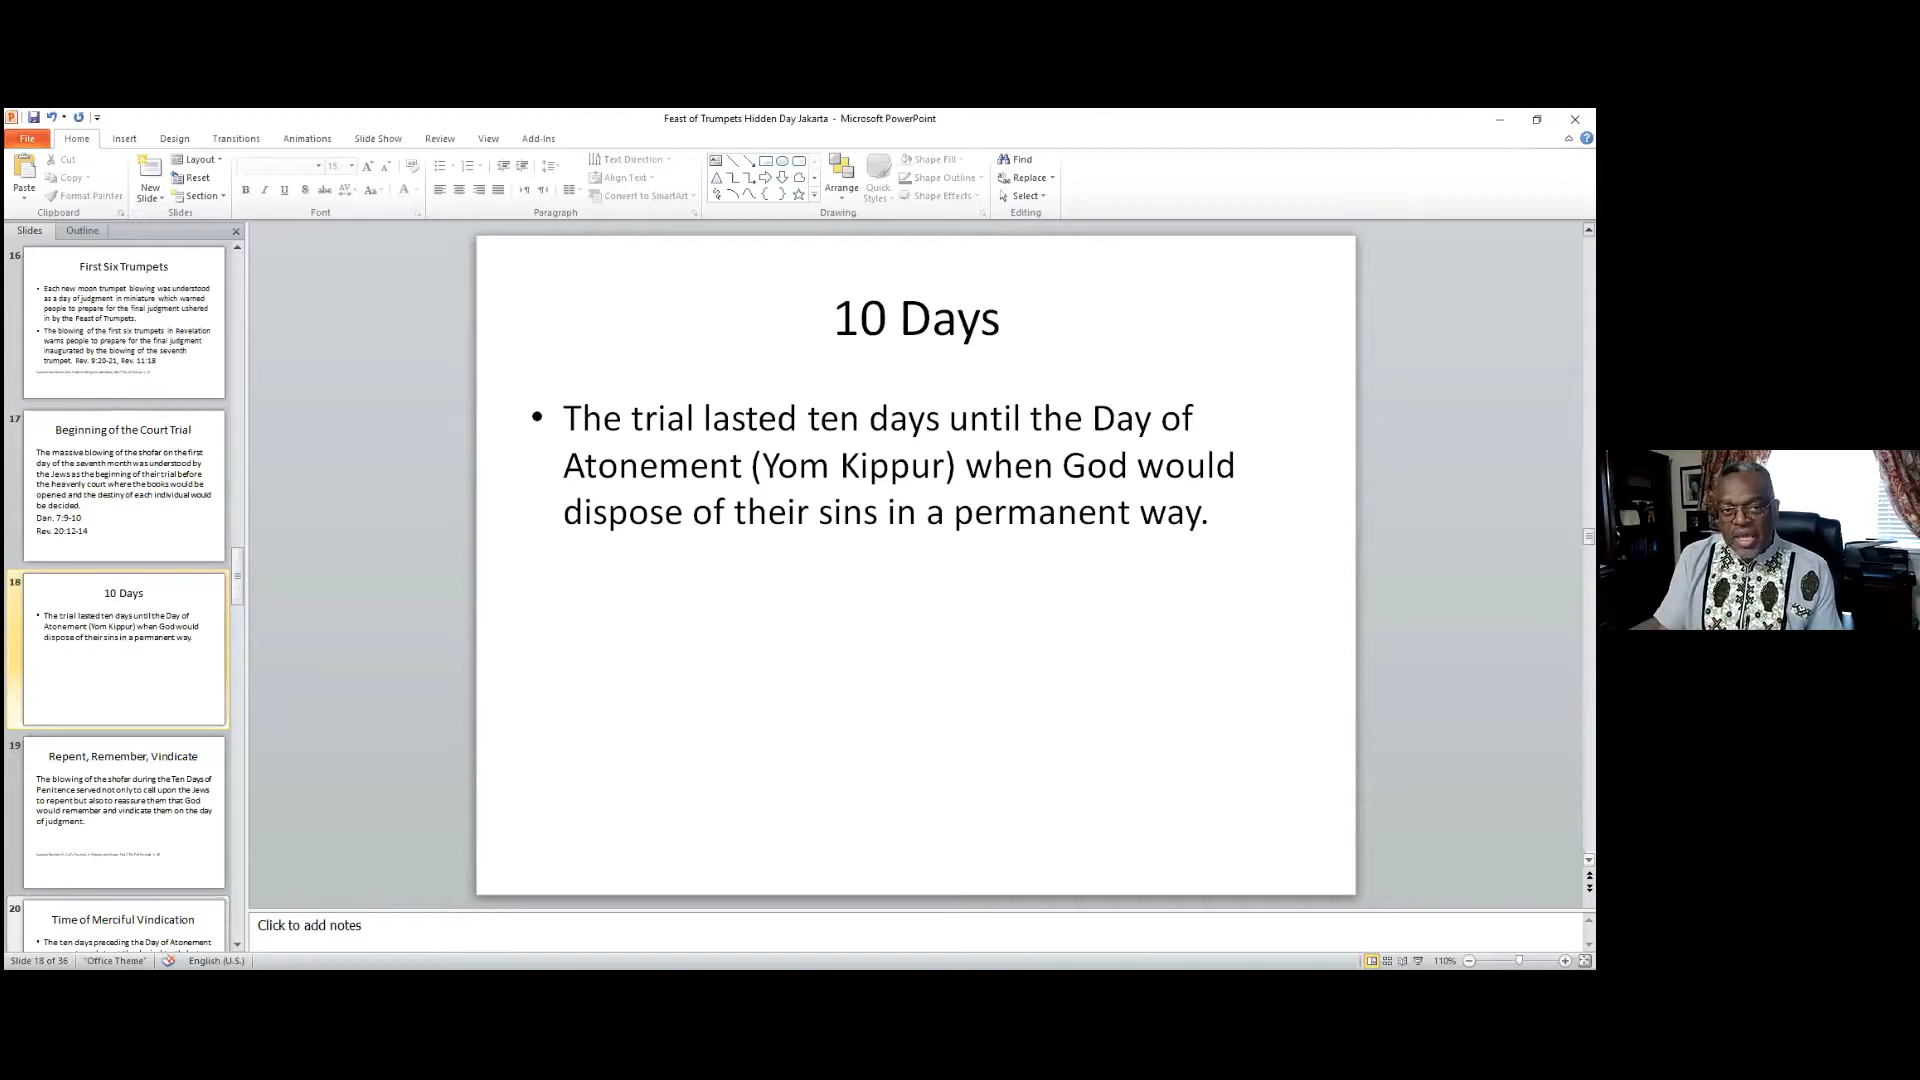 Feast of Trumpets Hidden Day Jakarta - Microsoft PowerPoint
File Home Insert Design Transitions Animations Slide Show Review View Add-Ins
Cut
Copy
Format Painter
Paste
Clipboard
New
Slide
Layout
Reset
Section
Slides
15
Font
Text Direction
Align Text
Convert to SmartArt
Paragraph
Arrange
Quick
Styles
Shape Fill
Shape Outline
Shape Effects
Drawing
Find
Replace
Select
Editing
Slides Outline
16
First Six Trumpets
• Each new moon trumpet blowing was understood
as a day of judgment in miniature which warned
people to prepare for the final judgment ushered
in by the Feast of Trumpets.
• The blowing of the first six trumpets in Revelation
warns people to prepare for the final judgment
inaugurated by the blowing of the seventh
trumpet. Rev. 9:20-21, Rev. 11:18
17
Beginning of the Court Trial
The massive blowing of the shofar on the first
day of the seventh month was understood by
the Jews as the beginning of their trial before
the heavenly court where the books would be
opened and the destiny of each individual would
be decided.
Dan. 7:9-10
Rev. 20:12-14
18
10 Days
• The trial lasted ten days until the Day of
Atonement (Yom Kippur) when God would
dispose of their sins in a permanent way.
19
Repent, Remember, Vindicate
The blowing of the shofar during the Ten Days of
Penitence served not only to call upon the Jews
to repent but also to reassure them that God
would remember and vindicate them on the day
of judgment.
20
Time of Merciful Vindication
• The ten days preceding the Day of Atonement
10 Days
• The trial lasted ten days until the Day of
Atonement (Yom Kippur) when God would
dispose of their sins in a permanent way.
Click to add notes
Slide 18 of 36 "Office Theme" English (U.S.) 110%